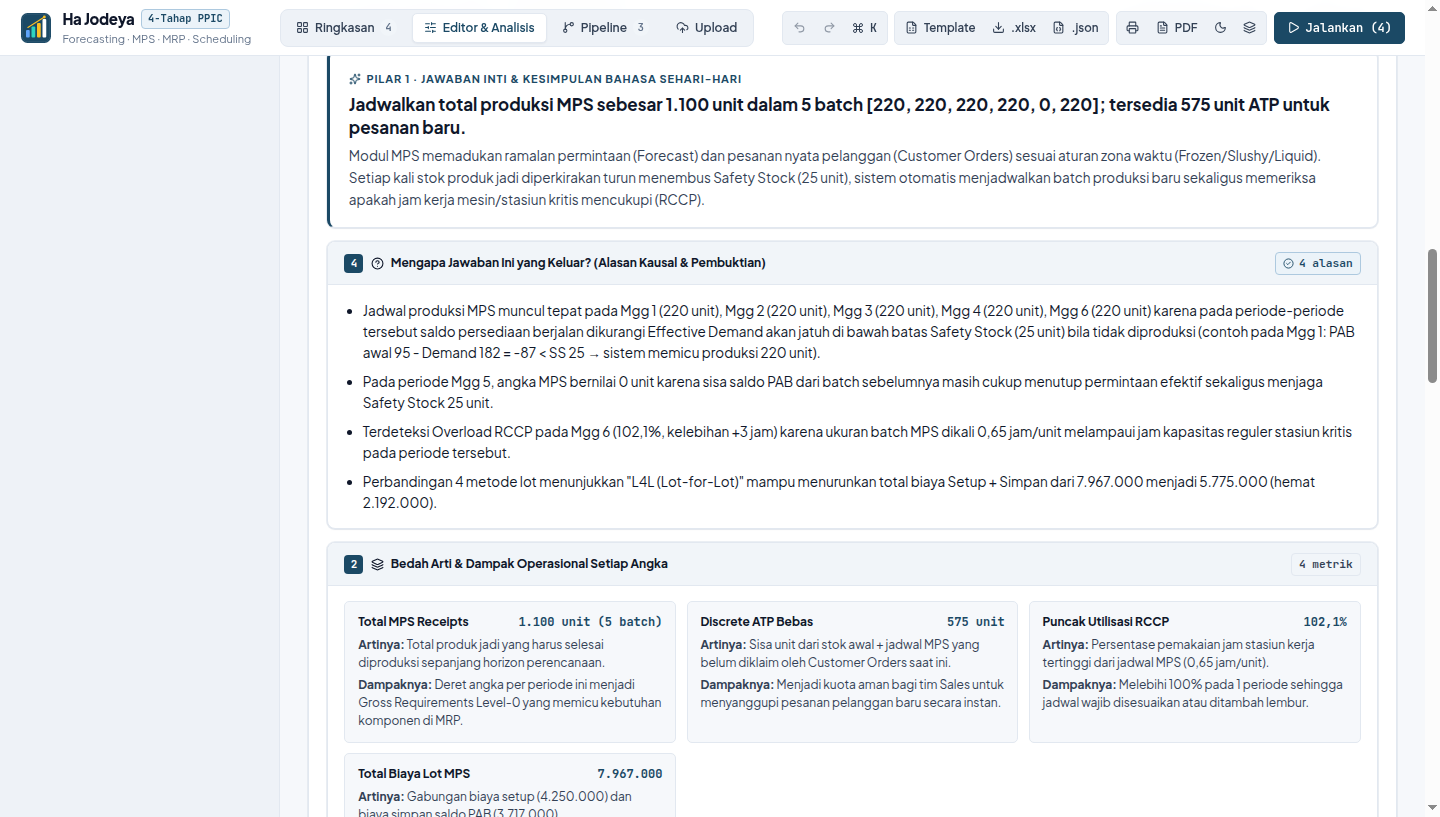 Ha Jodeya
4-Tahap PPIC
Forecasting · MPS · MRP · Scheduling
Ringkasan 4
Editor & Analisis
Pipeline 3
Upload
⌘ K
Template
.xlsx
.json
PDF
Jalankan (4)
PILAR 1 · JAWABAN INTI & KESIMPULAN BAHASA SEHARI-HARI
Jadwalkan total produksi MPS sebesar 1.100 unit dalam 5 batch [220, 220, 220, 220, 0, 220]; tersedia 575 unit ATP untuk
pesanan baru.
Modul MPS memadukan ramalan permintaan (Forecast) dan pesanan nyata pelanggan (Customer Orders) sesuai aturan zona waktu (Frozen/Slushy/Liquid).
Setiap kali stok produk jadi diperkirakan turun menembus Safety Stock (25 unit), sistem otomatis menjadwalkan batch produksi baru sekaligus memeriksa
apakah jam kerja mesin/stasiun kritis mencukupi (RCCP).
4 Mengapa Jawaban Ini yang Keluar? (Alasan Kausal & Pembuktian)
4 alasan
• Jadwal produksi MPS muncul tepat pada Mgg 1 (220 unit), Mgg 2 (220 unit), Mgg 3 (220 unit), Mgg 4 (220 unit), Mgg 6 (220 unit) karena pada periode-periode
tersebut saldo persediaan berjalan dikurangi Effective Demand akan jatuh di bawah batas Safety Stock (25 unit) bila tidak diproduksi (contoh pada Mgg 1: PAB
awal 95 - Demand 182 = -87 < SS 25 → sistem memicu produksi 220 unit).
• Pada periode Mgg 5, angka MPS bernilai 0 unit karena sisa saldo PAB dari batch sebelumnya masih cukup menutup permintaan efektif sekaligus menjaga
Safety Stock 25 unit.
• Terdeteksi Overload RCCP pada Mgg 6 (102,1%, kelebihan +3 jam) karena ukuran batch MPS dikali 0,65 jam/unit melampaui jam kapasitas reguler stasiun kritis
pada periode tersebut.
• Perbandingan 4 metode lot menunjukkan "L4L (Lot-for-Lot)" mampu menurunkan total biaya Setup + Simpan dari 7.967.000 menjadi 5.775.000 (hemat
2.192.000).
2 Bedah Arti & Dampak Operasional Setiap Angka
4 metrik
Total MPS Receipts 1.100 unit (5 batch)
Artinya: Total produk jadi yang harus selesai
diproduksi sepanjang horizon perencanaan.
Dampaknya: Deret angka per periode ini menjadi
Gross Requirements Level-0 yang memicu kebutuhan
komponen di MRP.
Discrete ATP Bebas 575 unit
Artinya: Sisa unit dari stok awal + jadwal MPS yang
belum diklaim oleh Customer Orders saat ini.
Dampaknya: Menjadi kuota aman bagi tim Sales untuk
menyanggupi pesanan pelanggan baru secara instan.
Puncak Utilisasi RCCP 102,1%
Artinya: Persentase pemakaian jam stasiun kerja
tertinggi dari jadwal MPS (0,65 jam/unit).
Dampaknya: Melebihi 100% pada 1 periode sehingga
jadwal wajib disesuaikan atau ditambah lembur.
Total Biaya Lot MPS 7.967.000
Artinya: Gabungan biaya setup (4.250.000) dan
biaya simpan saldo PAB (3.717.000)